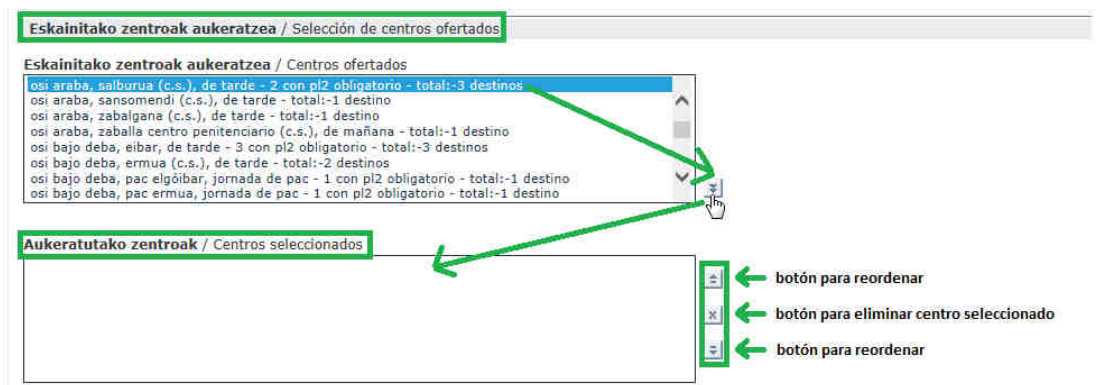 Eskainitako zentroak aukeratzea / Selección de centros ofertados
Eskainitako zentroak aukeratzea / Centros ofertados
osi araba, salburua (c.s.), de tarde - 2 con pl2 obligatorio - total:-3 destinos
osi araba, sansomendi (c.s.), de tarde - total:-1 destino
osi araba, zabalgana (c.s.), de tarde - total:-1 destino
osi araba, zaballa centro penitenciario (c.s.), de mañana - total:-1 destino
osi bajo deba, eibar, de tarde - 3 con pl2 obligatorio - total:-3 destinos
osi bajo deba, ermua (c.s.), de tarde - total:-2 destinos
osi bajo deba, pac elgóibar, jornada de pac - 1 con pl2 obligatorio - total:-1 destino
osi bajo deba, pac ermua, jornada de pac - 1 con pl2 obligatorio - total:-1 destino
Aukeratutako zentroak / Centros seleccionados
botón para reordenar
botón para eliminar centro seleccionado
botón para reordenar